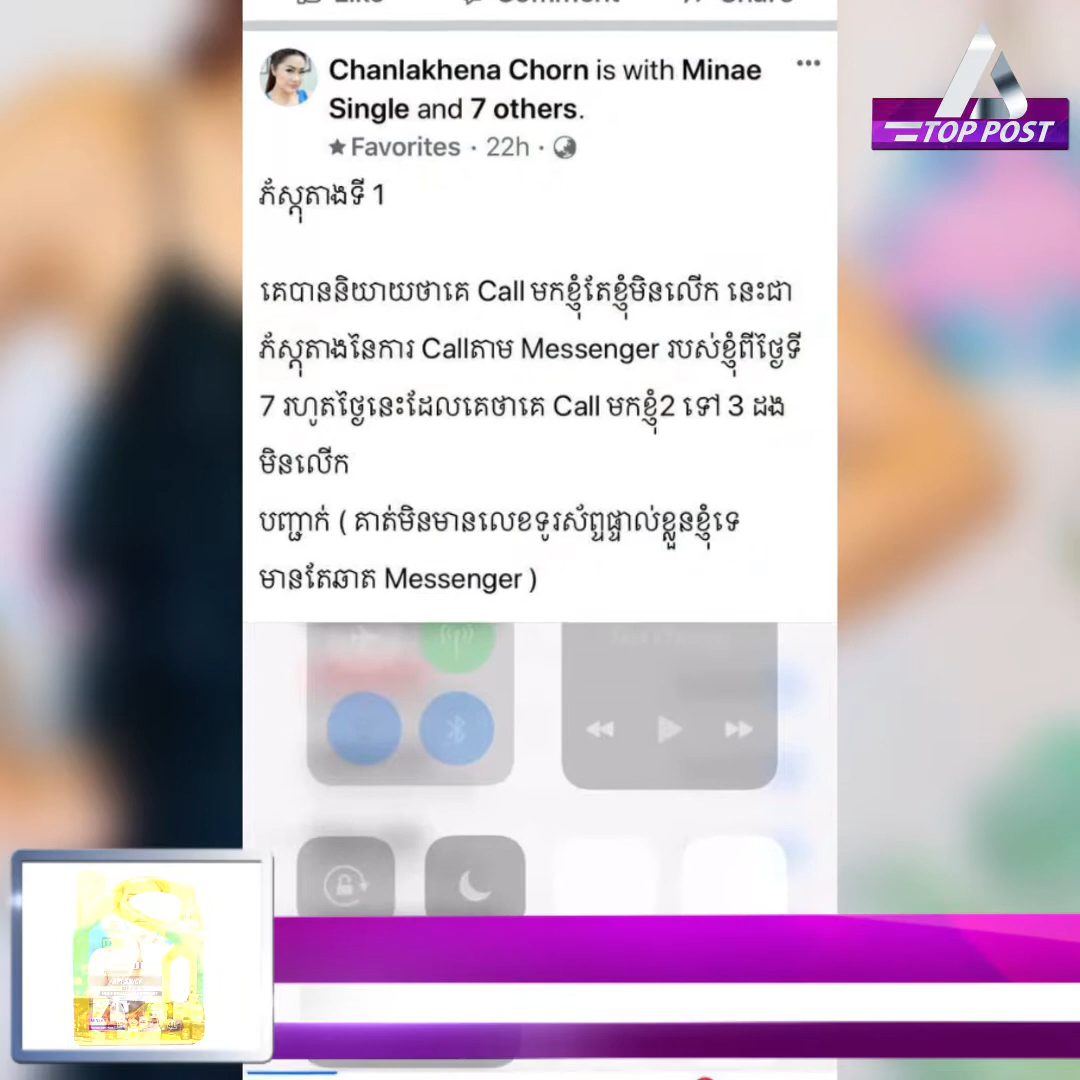 Like Comment Share
Chanlakhena Chorn is with Minae
Single and 7 others.
Favorites · 22h ·
TOP POST
ភ័ស្តុតាងទី 1
គេបាននិយាយថាគេ Call មកខ្ញុំតែខ្ញុំមិនលើក នេះជា
ភ័ស្តុតាងនៃការ Callតាម Messenger របស់ខ្ញុំពីថ្ងៃទី
7 រហូតថ្ងៃនេះដែលគេថាគេ Call មកខ្ញុំ2 ទៅ 3 ដង
មិនលើក
បញ្ជាក់ ( គាត់មិនមានលេខទូរស័ព្ទផ្ទាល់ខ្លួនខ្ញុំទេ
មានតែឆាត Messenger )